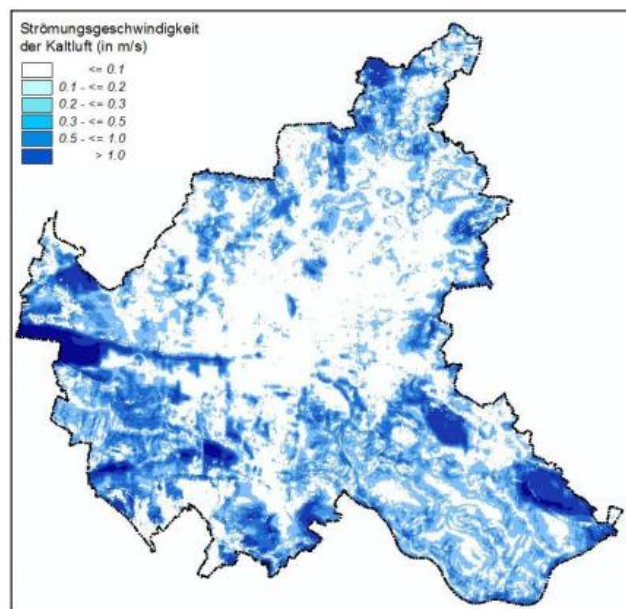 Strömungsgeschwindigkeit
der Kaltluft (in m/s)
<= 0.1
0.1 - <= 0.2
0.2 - <= 0.3
0.3 - <= 0.5
0.5 - <= 1.0
> 1.0